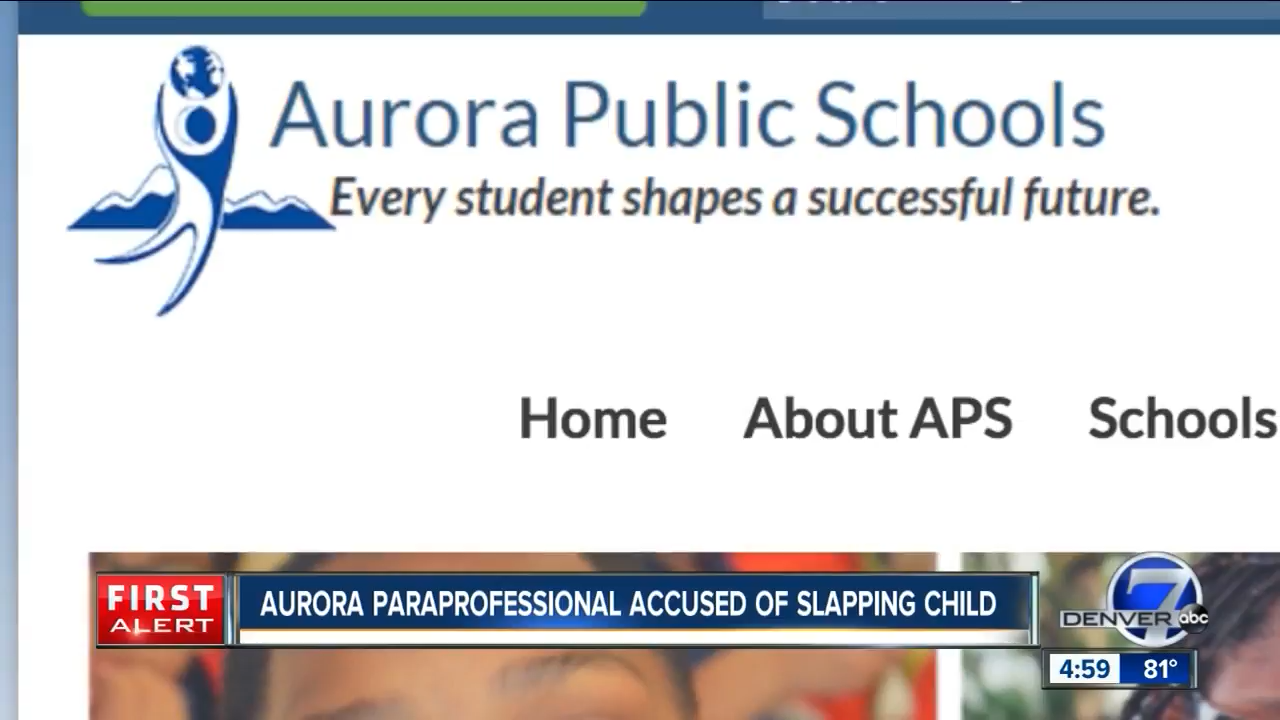 Aurora Public Schools
Every student shapes a successful future.
Home About APS Schools
FIRST
ALERT
AURORA PARAPROFESSIONAL ACCUSED OF SLAPPING CHILD
7
DENVER abc
4:59 81°